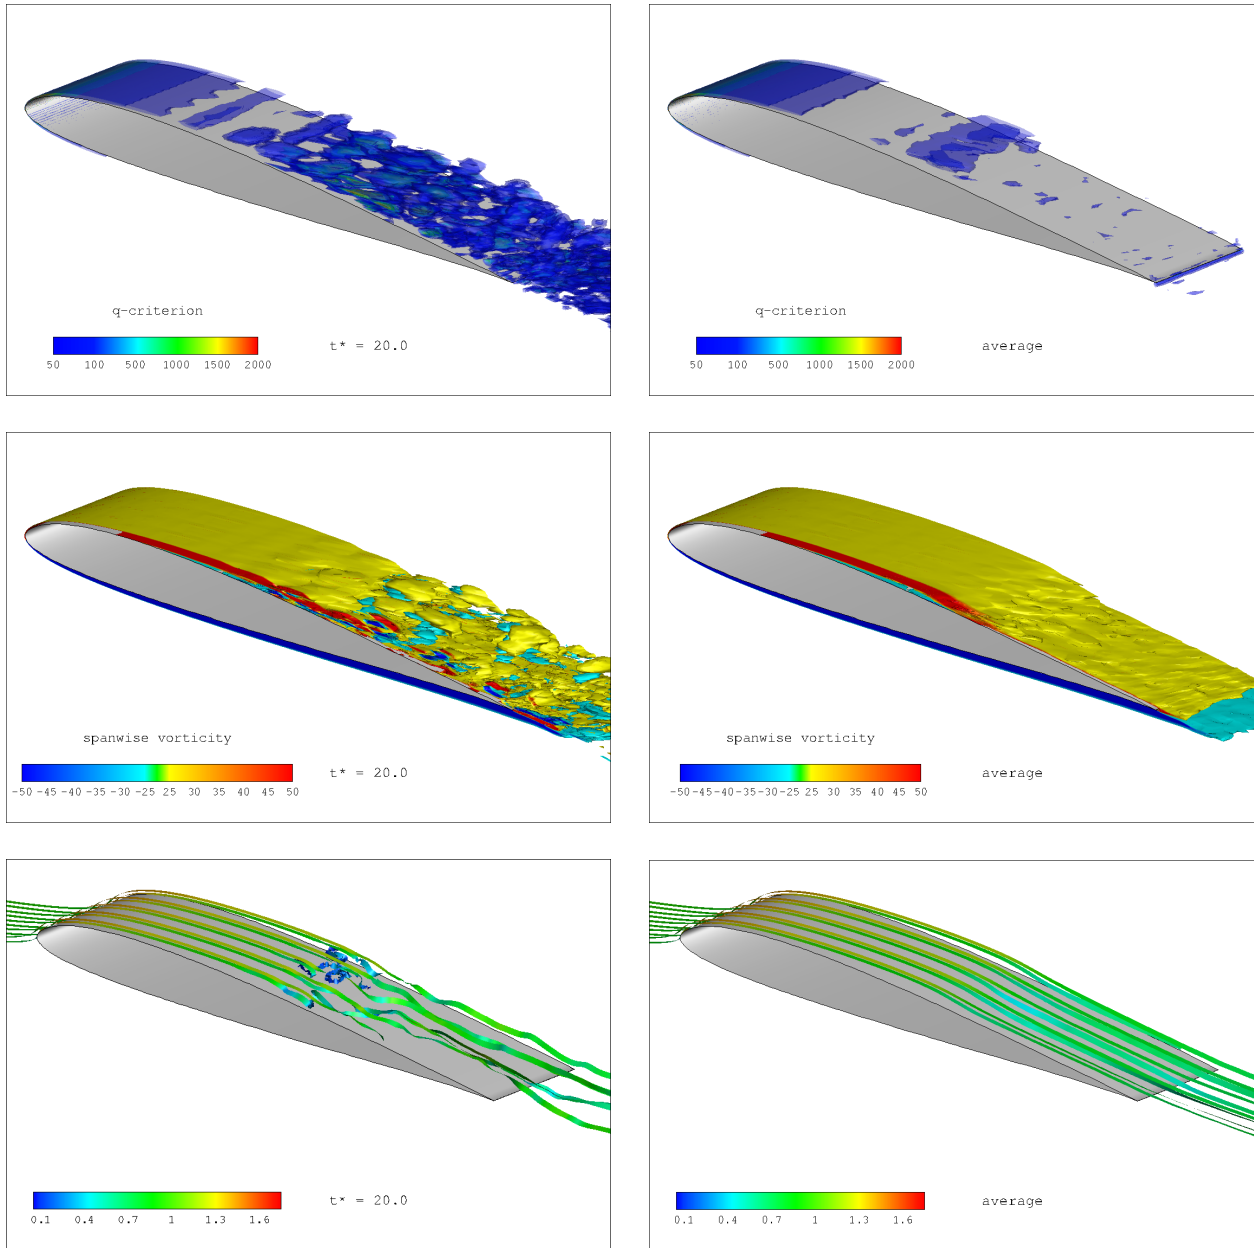 q-criterion
t* = 20.0
50 100 500 1000 1500 2000
q-criterion
average
50 100 500 1000 1500 2000
spanwise vorticity
t* = 20.0
-50 -45 -40 -35 -30 -25 25 30 35 40 45 50
spanwise vorticity
average
-50 -45 -40 -35 -30 -25 25 30 35 40 45 50
t* = 20.0
0.1 0.4 0.7 1 1.3 1.6
average
0.1 0.4 0.7 1 1.3 1.6